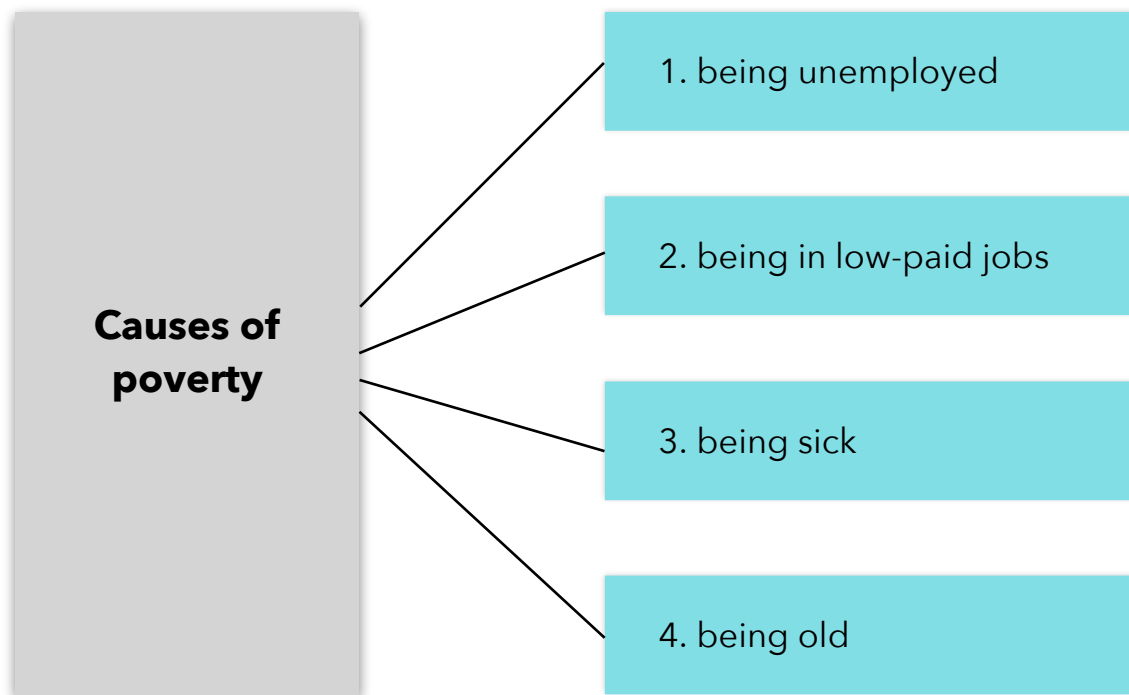 Causes of
poverty
1. being unemployed
2. being in low-paid jobs
3. being sick
4. being old